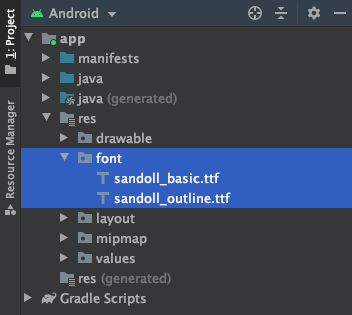 Android
1: Project
Resource Manager
app
manifests
java
java (generated)
res
drawable
font
sandoll_basic.ttf
sandoll_outline.ttf
layout
mipmap
values
res (generated)
Gradle Scripts